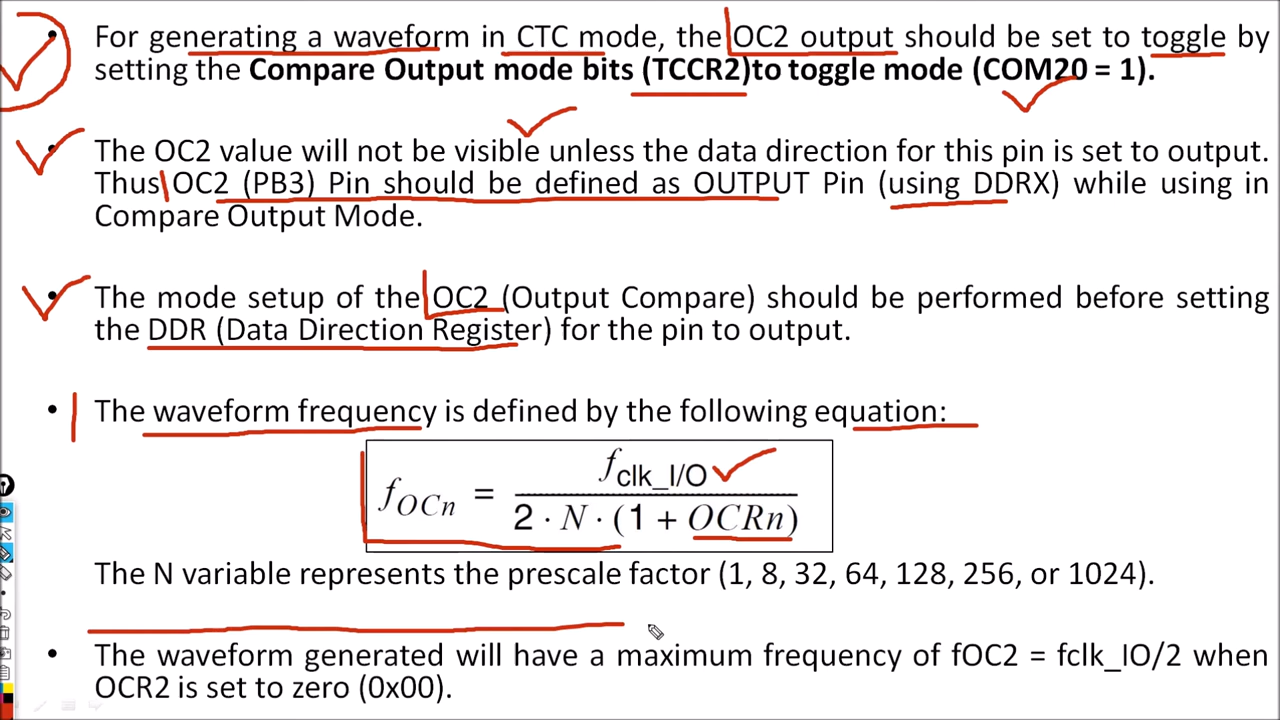 • For generating a waveform in CTC mode, the OC2 output should be set to toggle by
setting the Compare Output mode bits (TCCR2)to toggle mode (COM20 = 1).
• The OC2 value will not be visible unless the data direction for this pin is set to output.
Thus OC2 (PB3) Pin should be defined as OUTPUT Pin (using DDRX) while using in
Compare Output Mode.
• The mode setup of the OC2 (Output Compare) should be performed before setting
the DDR (Data Direction Register) for the pin to output.
• The waveform frequency is defined by the following equation:
fclk_I/O
fOCn = 
2 · N · (1 + OCRn)
The N variable represents the prescale factor (1, 8, 32, 64, 128, 256, or 1024).
• The waveform generated will have a maximum frequency of fOC2 = fclk_IO/2 when
OCR2 is set to zero (0x00).